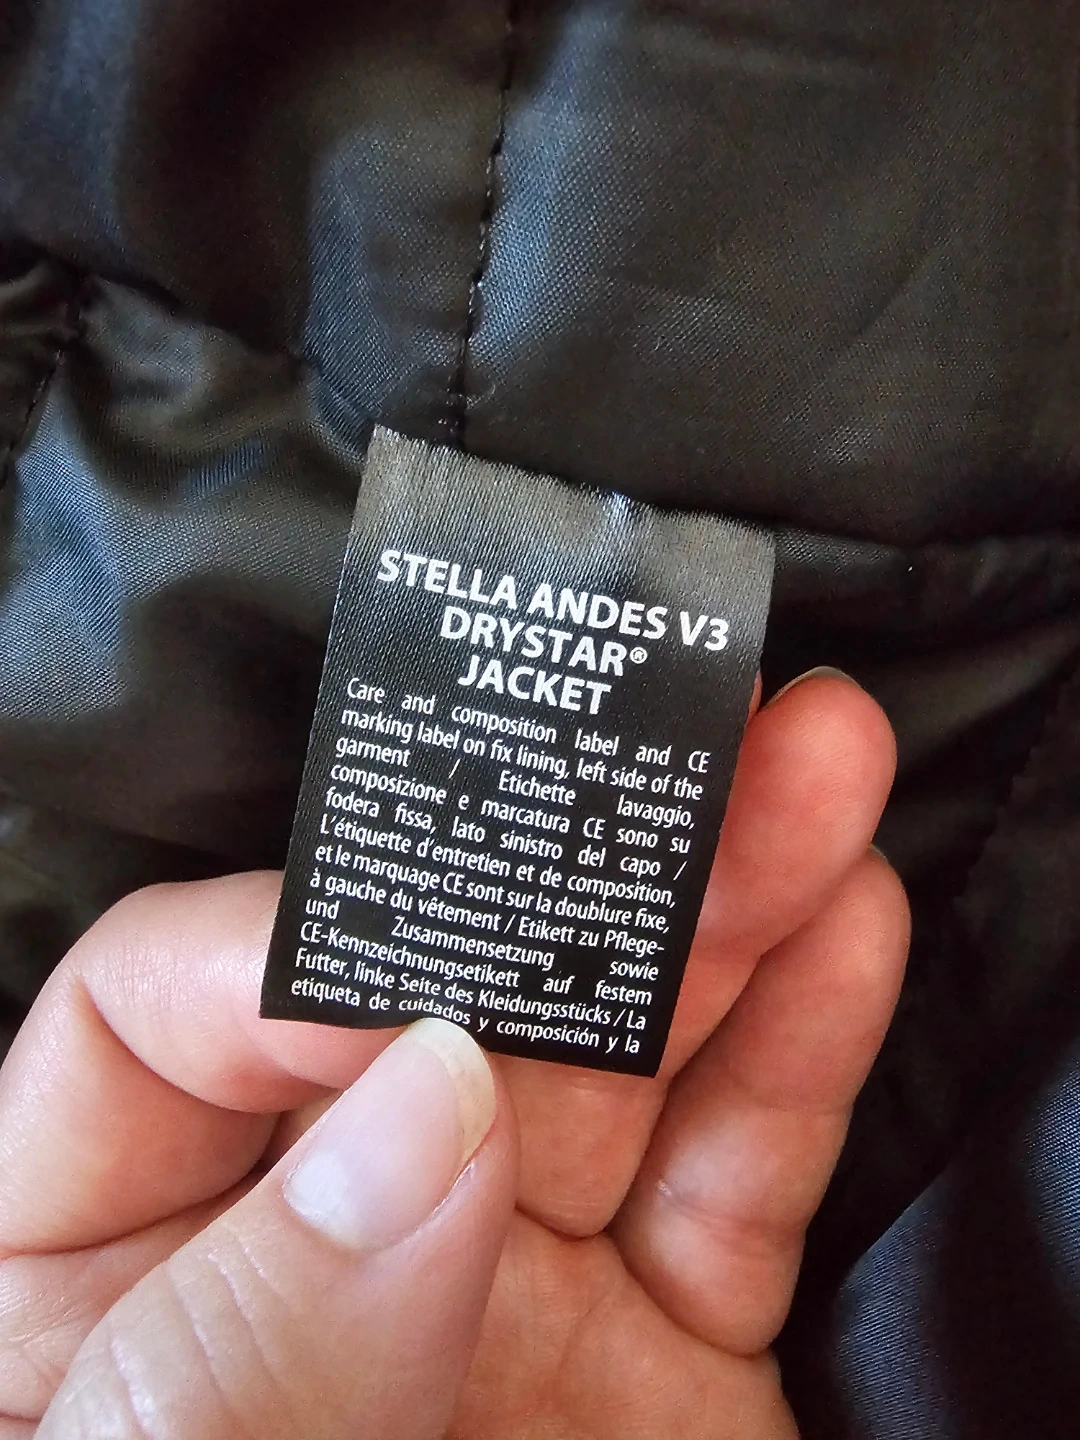 STELLA ANDES V3
DRYSTAR®
JACKET
Care and composition label and CE
marking label on fix lining, left side of the
garment / Etichette lavaggio,
composizione e marcatura CE sono su
fodera fissa, lato sinistro del capo /
L'étiquette d'entretien et de composition,
et le marquage CE sont sur la doublure fixe,
à gauche du vêtement / Etikett zu Pflege-
und Zusammensetzung sowie
CE-Kennzeichnungsetikett auf festem
Futter, linke Seite des Kleidungsstücks / La
etiqueta de cuidados y composición y la